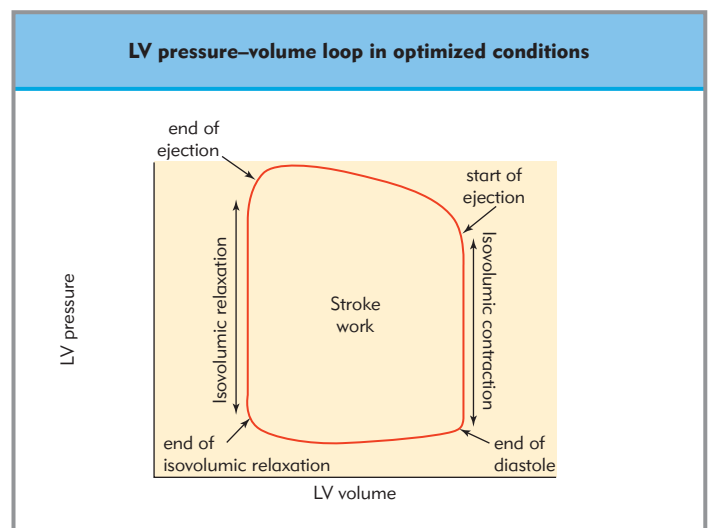 LV pressure–volume loop in optimized conditions
end of
ejection
start of
ejection
LV pressure
Isovolumic relaxation
Stroke
work
Isovolumic contraction
end of
isovolumic relaxation
end of
diastole
LV volume